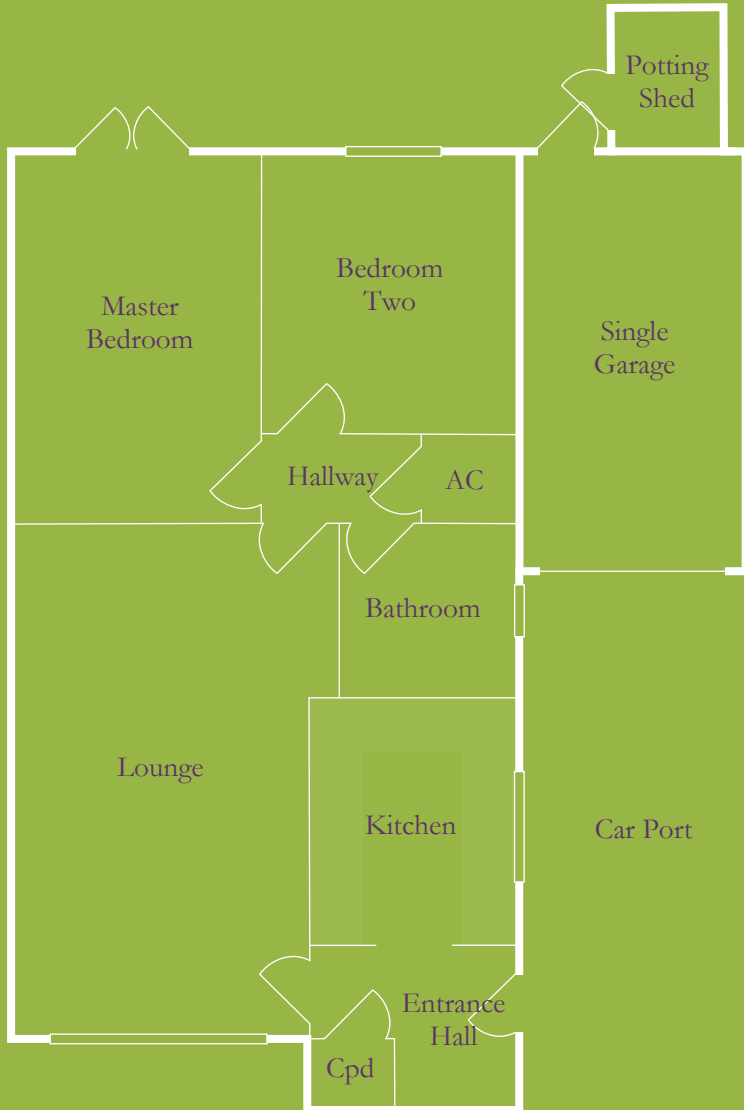 Potting
Shed
Bedroom
Two
Master
Bedroom
Single
Garage
Hallway
AC
Bathroom
Lounge
Kitchen
Car Port
Entrance
Hall
Cpd